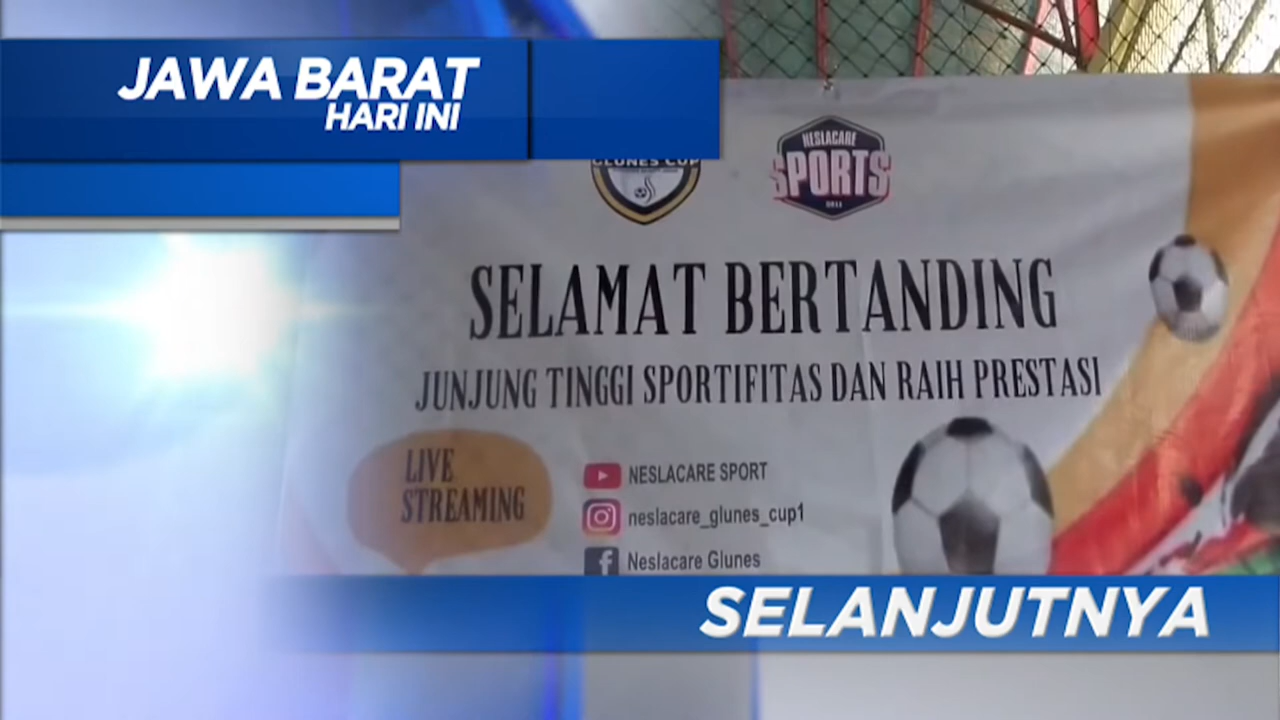 JAWA BARAT
HARI INI
GLUNES CUP
NESLACARE
SPORTS
SELAMAT BERTANDING
JUNJUNG TINGGI SPORTIFITAS DAN RAIH PRESTASI
LIVE
STREAMING
NESLACARE SPORT
neslacare_glunes_cup1
Neslacare Glunes
SELANJUTNYA